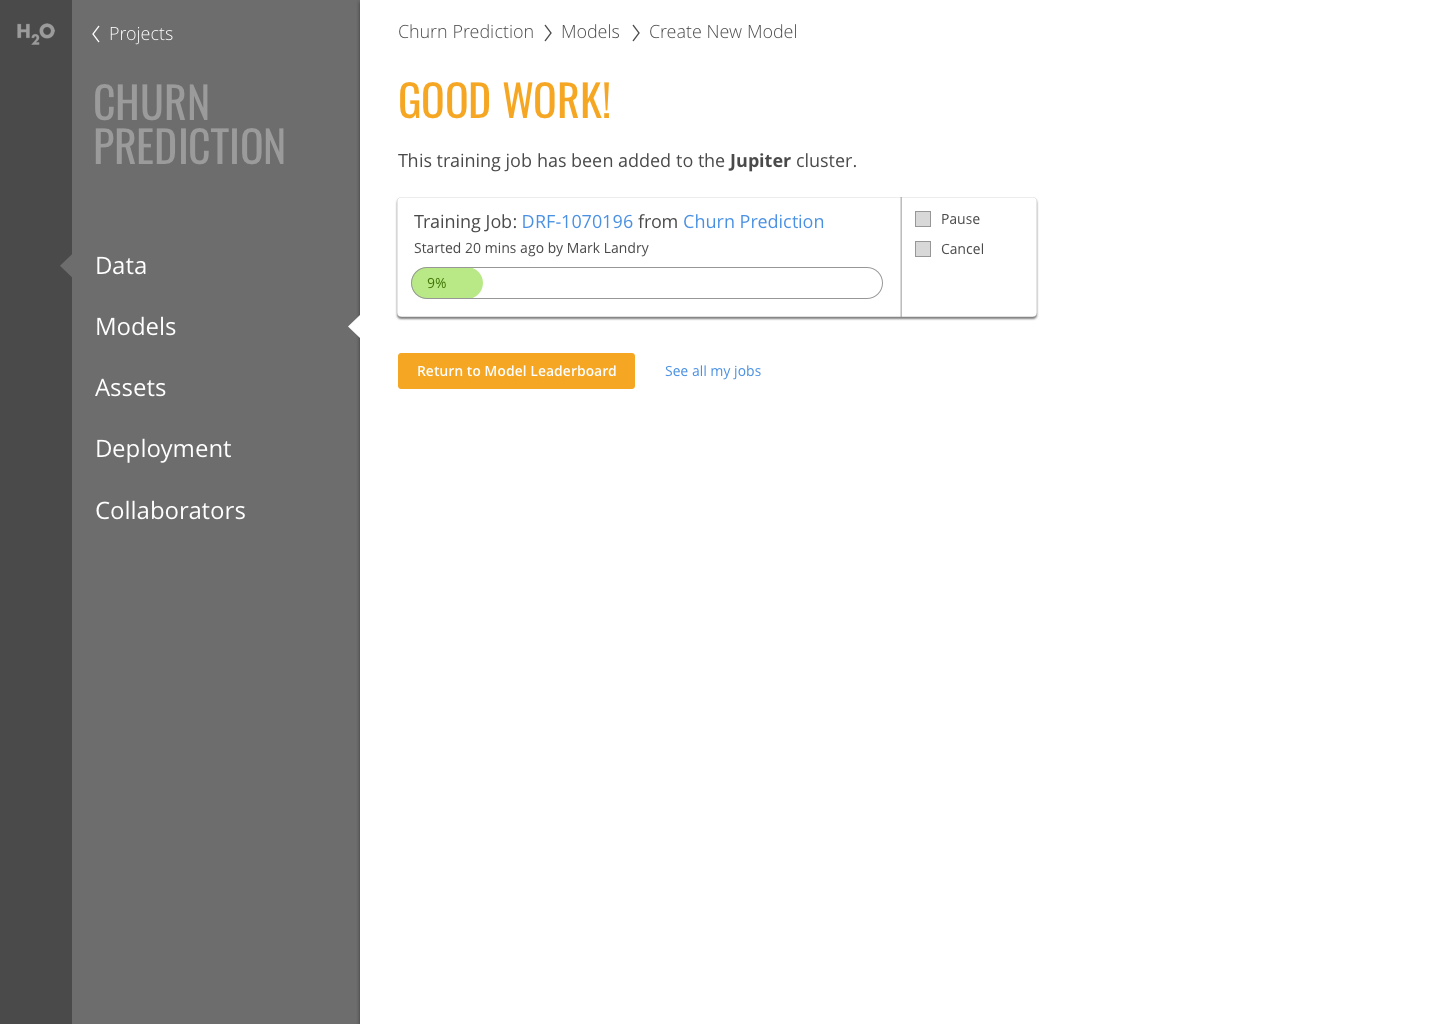 H2O
Projects
CHURN
PREDICTION
Data
Models
Assets
Deployment
Collaborators
Churn Prediction Models Create New Model
GOOD WORK!
This training job has been added to the Jupiter cluster.
Training Job: DRF-1070196 from Churn Prediction
Started 20 mins ago by Mark Landry
9%
Pause
Cancel
Return to Model Leaderboard
See all my jobs